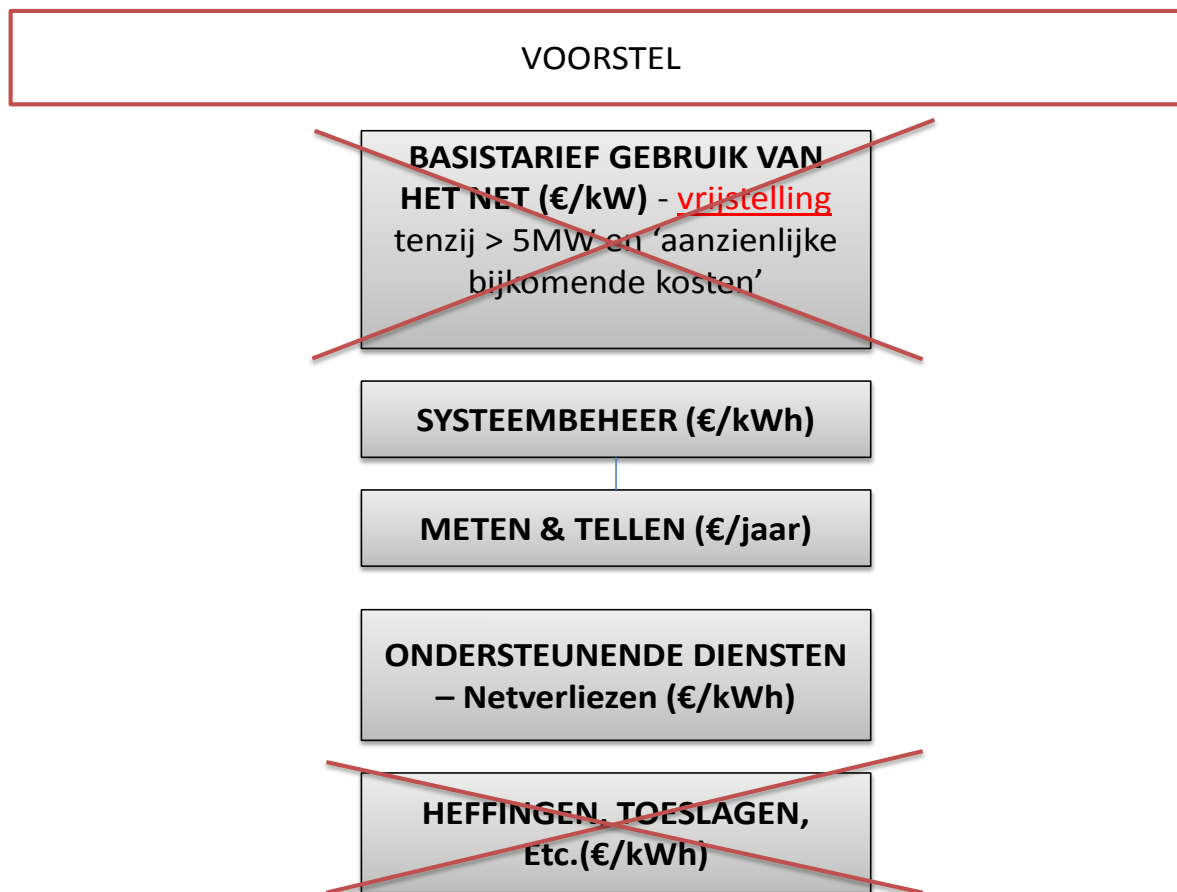 VOORSTEL
BASISTARIEF GEBRUIK VAN
HET NET (€/kW) - vrijstelling
tenzij > 5MW en ‘aanzienlijke
bijkomende kosten’
SYSTEEMBEHEER (€/kWh)
METEN & TELLEN (€/jaar)
ONDERSTEUNENDE DIENSTEN
– Netverliezen (€/kWh)
HEFFINGEN, TOESLAGEN,
Etc.(€/kWh)